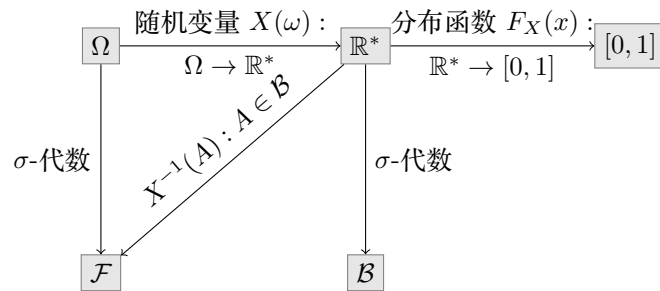 随机变量 X(ω) :
分布函数 F_X(x) :
Ω
ℝ*
[0, 1]
Ω → ℝ*
ℝ* → [0, 1]
X⁻¹(A) : A ∈ ℬ
σ-代数
σ-代数
ℱ
ℬ